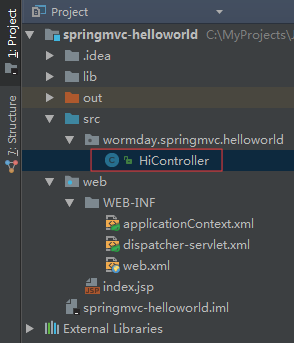 Project
springmvc-helloworld C:\MyProjects\
.idea
lib
out
src
wormday.springmvc.helloworld
HiController
web
WEB-INF
applicationContext.xml
dispatcher-servlet.xml
web.xml
index.jsp
springmvc-helloworld.iml
External Libraries
1: Project
7: Structure